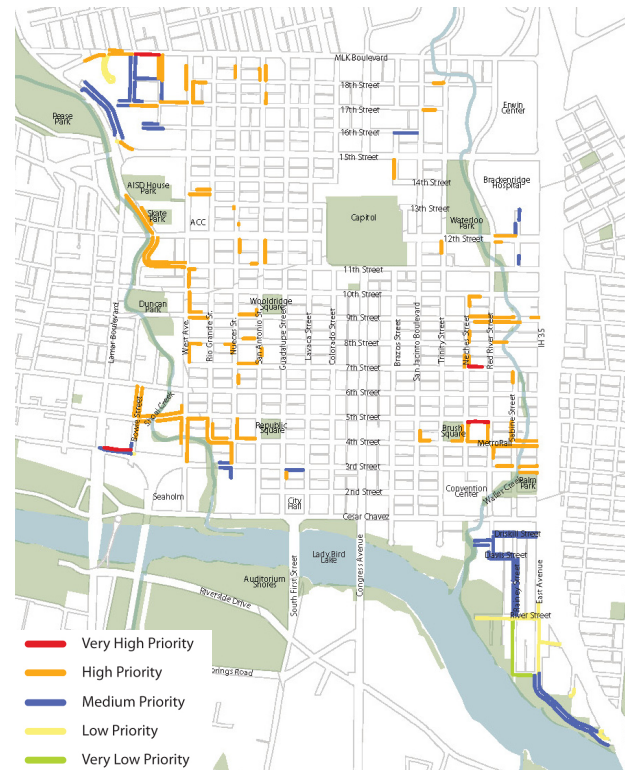 MLK Boulevard
18th Street
Erwin
Center
17th Street
Pease
Park
16th Street
15th Street
Brackenridge
Hospital
14th Street
AISD House
Park
13th Street
Skate
Park
ACC
Capitol
Waterloo
Park
12th Street
11th Street
10th Street
Duncan
Park
Wooldridge
Square
9th Street
Lamar Boulevard
West Ave.
Rio Grande St.
Nueces St.
San Antonio St.
Guadalupe Street
Lavaca Street
Colorado Street
Brazos Street
San Jacinto Boulevard
Trinity Street
Neches Street
Red River Street
IH 35
8th Street
7th Street
6th Street
Sabine Street
5th Street
Bowie Street
Shoal Creek
Republic
Square
Brush
Square
4th Street
MetroRail
3rd Street
Palm
Park
Seaholm
City
Hall
2nd Street
Convention
Center
Waller Creek
Cesar Chavez
Driskill Street
Lady Bird
Lake
Davis Street
Auditorium
Shores
South First Street
Congress Avenue
Rainey Street
East Avenue
Riverside Drive
River Street
Very High Priority
High Priority
rings Road
Medium Priority
Low Priority
Very Low Priority